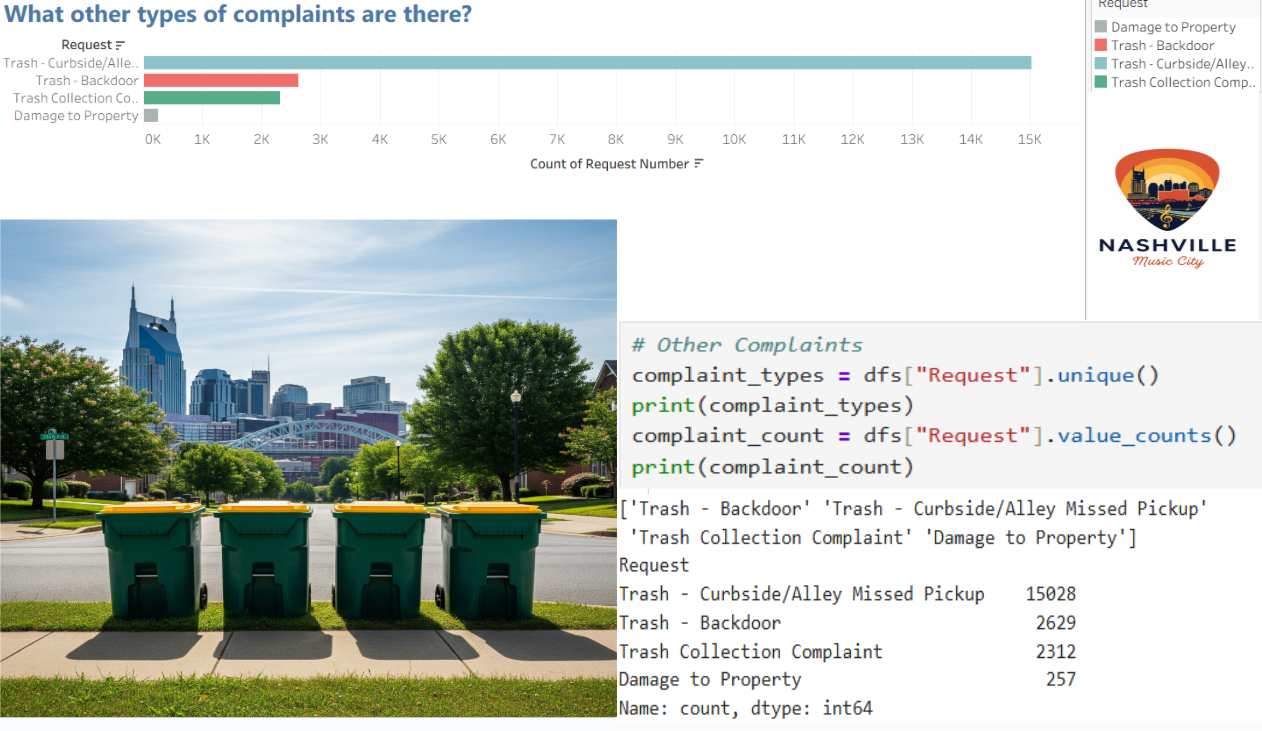 What other types of complaints are there?
Request
Trash - Curbside/Alle..
Trash - Backdoor
Trash Collection Co..
Damage to Property
0K 1K 2K 3K 4K 5K 6K 7K 8K 9K 10K 11K 12K 13K 14K 15K
Count of Request Number
Request
Damage to Property
Trash - Backdoor
Trash - Curbside/Alley..
Trash Collection Comp..
NASHVILLE
Music City
# Other Complaints
complaint_types = dfs["Request"].unique()
print(complaint_types)
complaint_count = dfs["Request"].value_counts()
print(complaint_count)
['Trash - Backdoor' 'Trash - Curbside/Alley Missed Pickup'
'Trash Collection Complaint' 'Damage to Property']
Request
Trash - Curbside/Alley Missed Pickup 15028
Trash - Backdoor 2629
Trash Collection Complaint 2312
Damage to Property 257
Name: count, dtype: int64